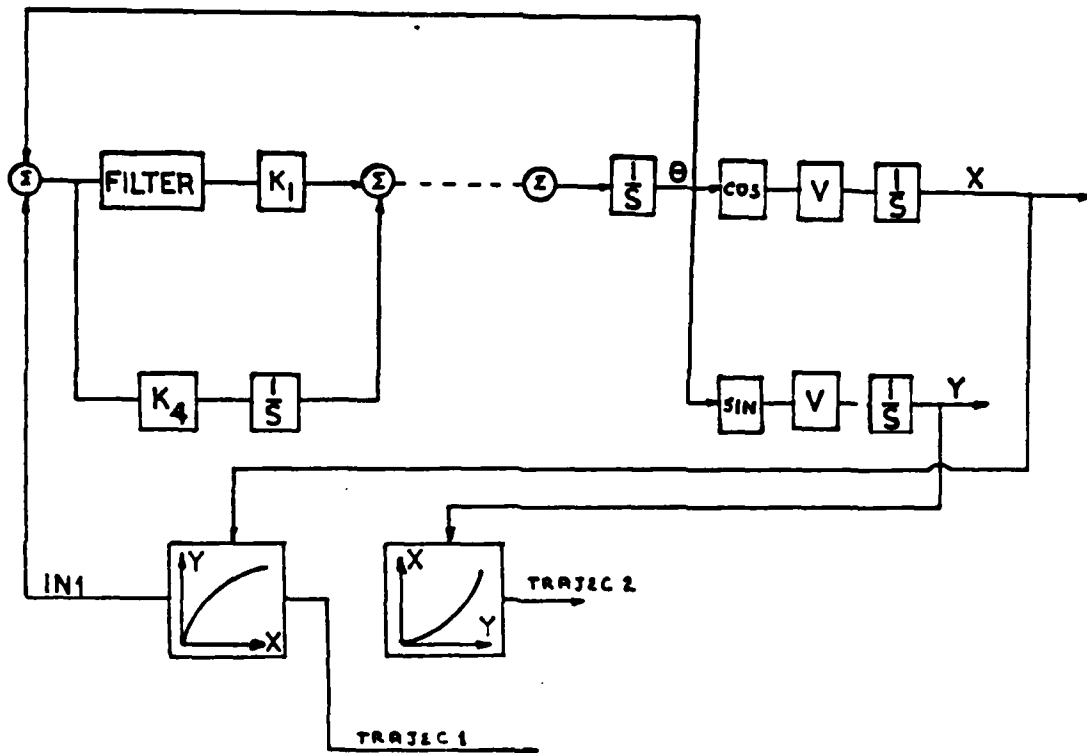 Σ FILTER K1 Σ Σ 1/S θ COS V 1/S X
K4 1/S SIN V 1/S Y
IN1 Y X X Y TRAJEC 2
TRAJEC 1